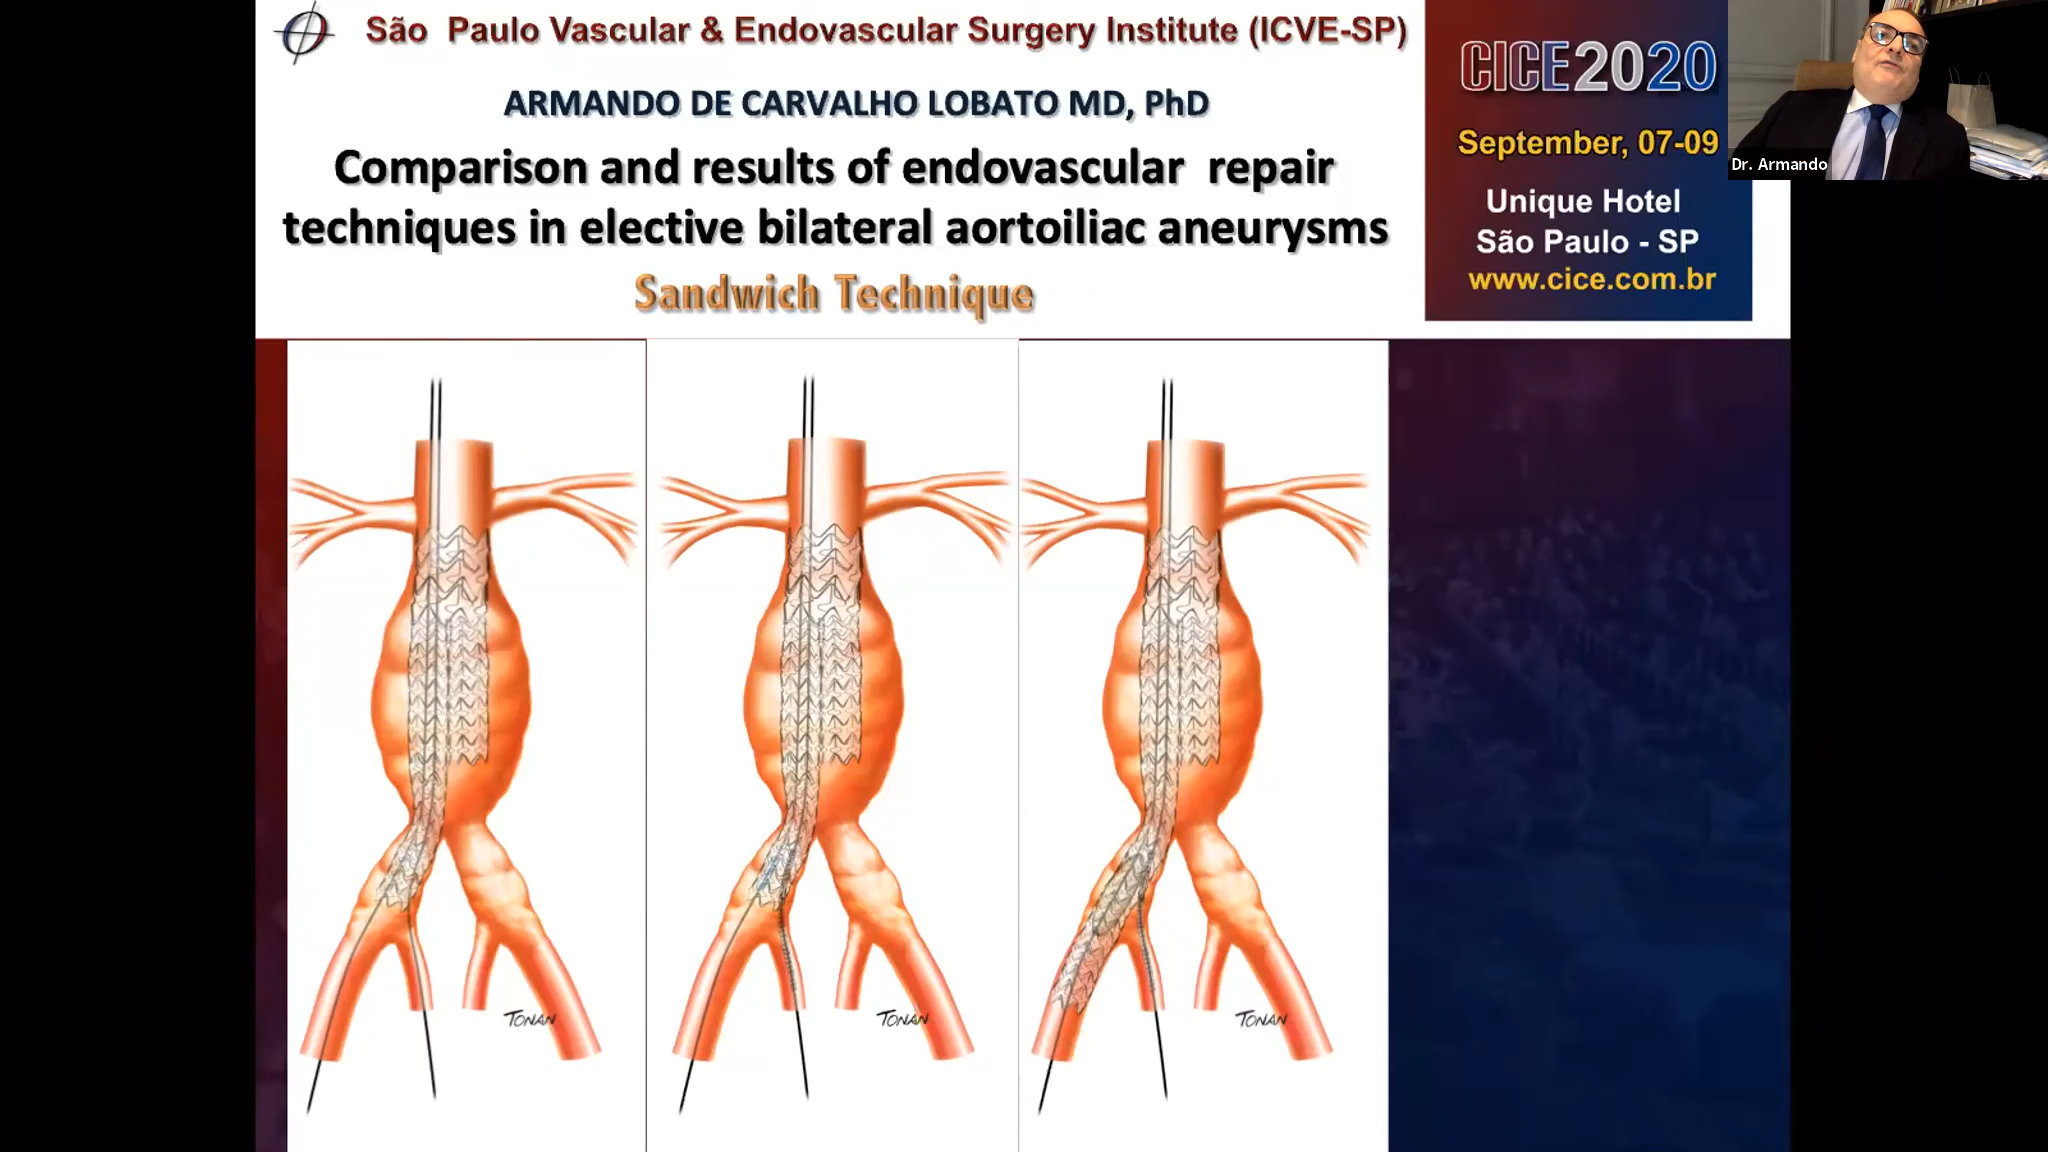 São Paulo Vascular & Endovascular Surgery Institute (ICVE-SP)
ARMANDO DE CARVALHO LOBATO MD, PhD
Comparison and results of endovascular repair
techniques in elective bilateral aortoiliac aneurysms
Sandwich Technique
CICE2020
September, 07-09
Unique Hotel
São Paulo - SP
www.cice.com.br
Dr. Armando
TONAN
TONAN
TONAN